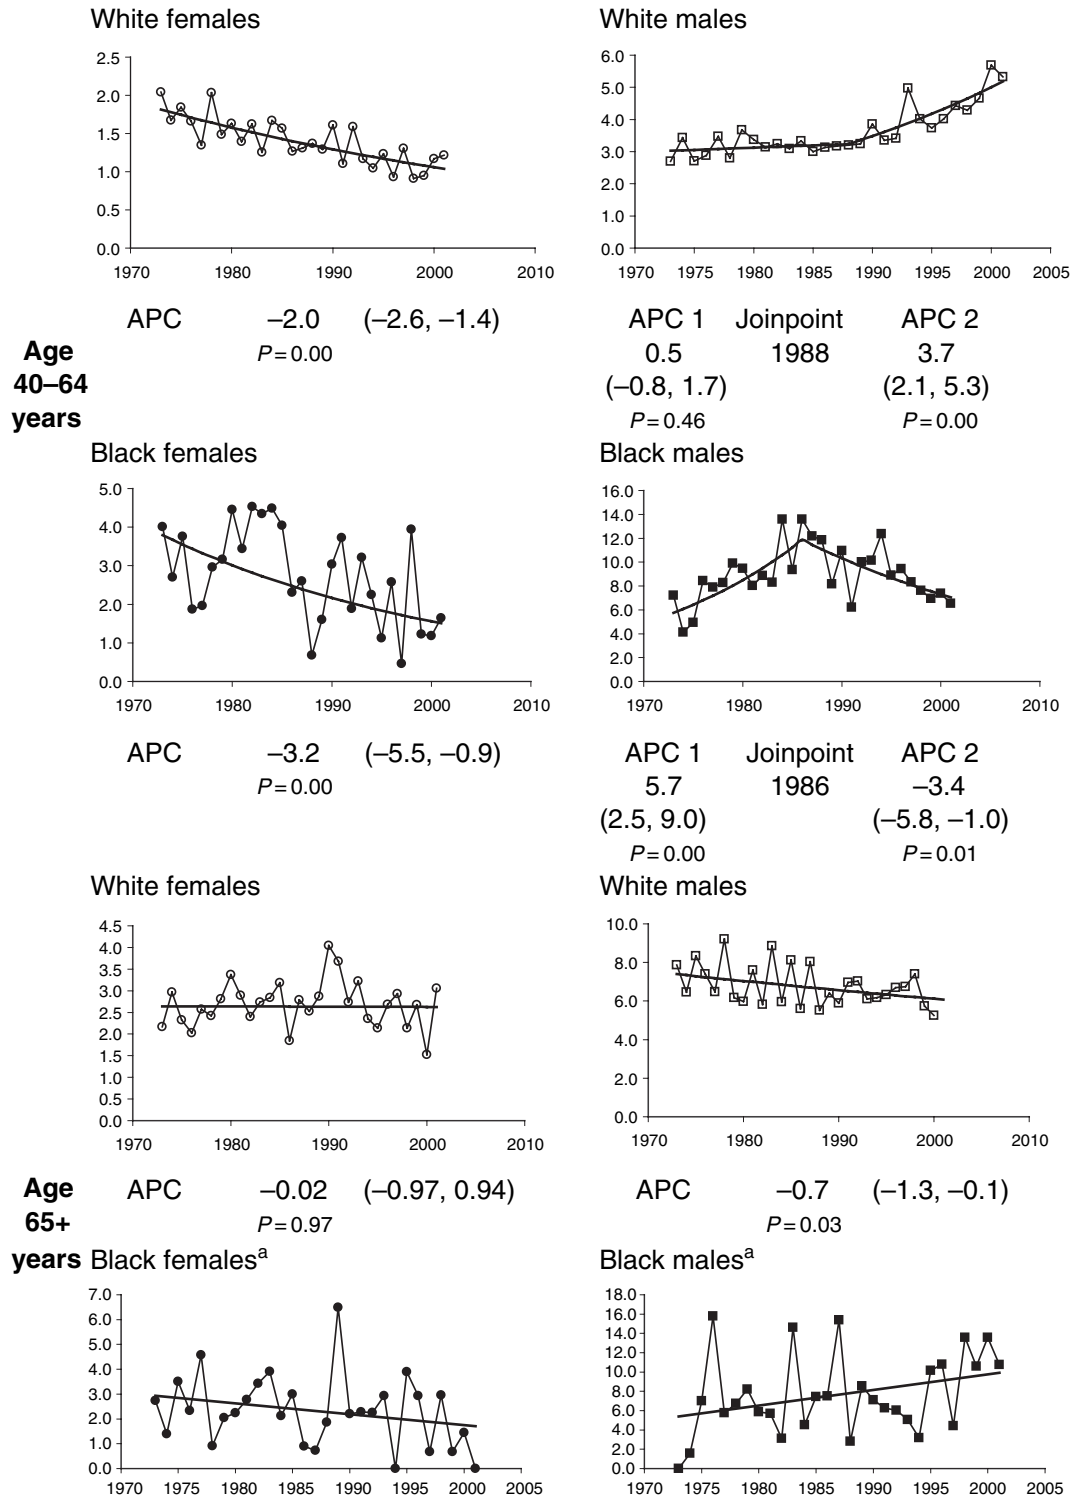 White females
White males
2.5
2.0
1.5
1.0
0.5
0.0
1970 1980 1990 2000 2010
6.0
5.0
4.0
3.0
2.0
1.0
0.0
1970 1975 1980 1985 1990 1995 2000 2005
APC –2.0 (–2.6, –1.4)
P = 0.00
APC 1 Joinpoint APC 2
0.5 1988 3.7
(–0.8, 1.7) (2.1, 5.3)
P = 0.46 P = 0.00
Age
40–64
years
Black females
Black males
5.0
4.0
3.0
2.0
1.0
0.0
1970 1980 1990 2000 2010
16.0
14.0
12.0
10.0
8.0
6.0
4.0
2.0
0.0
1970 1980 1990 2000 2010
APC –3.2 (–5.5, –0.9)
P = 0.00
APC 1 Joinpoint APC 2
5.7 1986 –3.4
(2.5, 9.0) (–5.8, –1.0)
P = 0.00 P = 0.01
White females
White males
4.5
4.0
3.5
3.0
2.5
2.0
1.5
1.0
0.5
0.0
1970 1980 1990 2000 2010
10.0
8.0
6.0
4.0
2.0
0.0
1970 1980 1990 2000 2010
Age
65+
years
APC –0.02 (–0.97, 0.94)
P = 0.97
APC –0.7 (–1.3, –0.1)
P = 0.03
Black femalesa
Black malesa
7.0
6.0
5.0
4.0
3.0
2.0
1.0
0.0
1970 1975 1980 1985 1990 1995 2000 2005
18.0
16.0
14.0
12.0
10.0
8.0
6.0
4.0
2.0
0.0
1970 1975 1980 1985 1990 1995 2000 2005